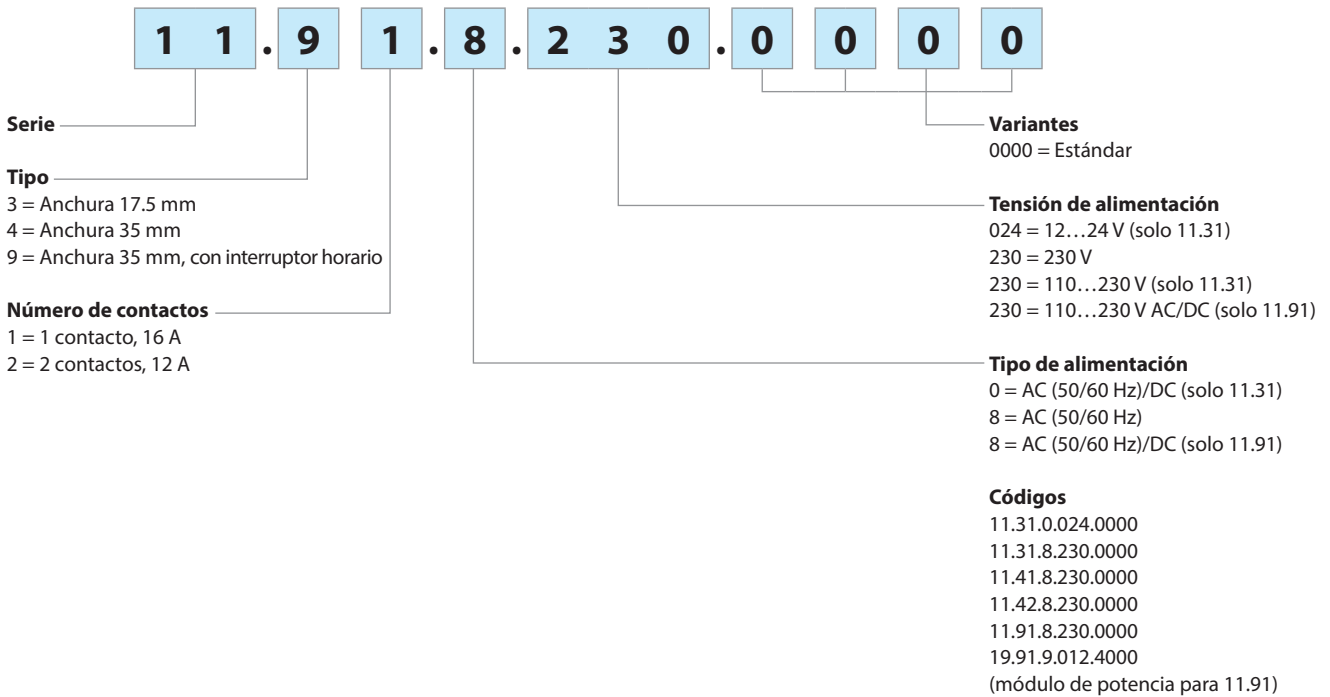 1 1 . 9 1 . 8 . 2 3 0 . 0 0 0 0
Serie
Tipo
3 = Anchura 17.5 mm
4 = Anchura 35 mm
9 = Anchura 35 mm, con interruptor horario
Número de contactos
1 = 1 contacto, 16 A
2 = 2 contactos, 12 A
Variantes
0000 = Estándar
Tensión de alimentación
024 = 12…24 V (solo 11.31)
230 = 230 V
230 = 110…230 V (solo 11.31)
230 = 110…230 V AC/DC (solo 11.91)
Tipo de alimentación
0 = AC (50/60 Hz)/DC (solo 11.31)
8 = AC (50/60 Hz)
8 = AC (50/60 Hz)/DC (solo 11.91)
Códigos
11.31.0.024.0000
11.31.8.230.0000
11.41.8.230.0000
11.42.8.230.0000
11.91.8.230.0000
19.91.9.012.4000
(módulo de potencia para 11.91)